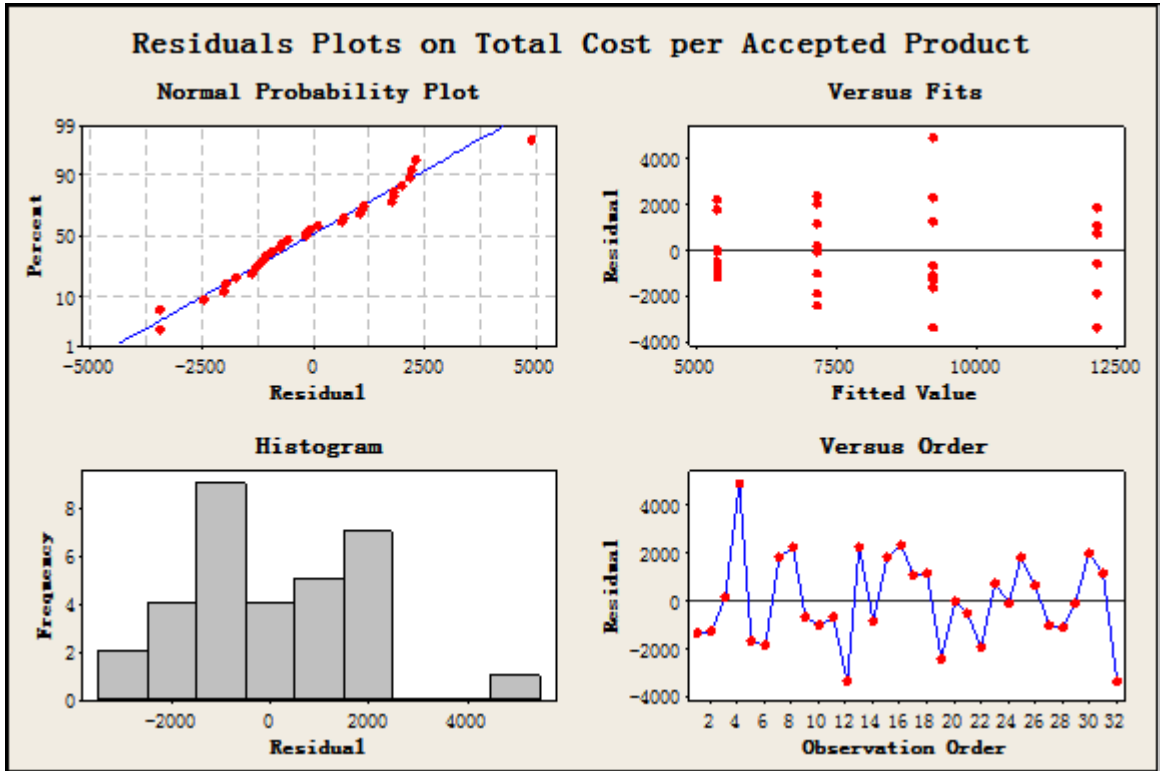 Residuals Plots on Total Cost per Accepted Product
Normal Probability Plot
99
90
50
10
1
Percent
-5000 -2500 0 2500 5000
Residual
Versus Fits
4000
2000
0
-2000
-4000
Residual
5000 7500 10000 12500
Fitted Value
Histogram
8
6
4
2
0
Frequency
-2000 0 2000 4000
Residual
Versus Order
4000
2000
0
-2000
-4000
Residual
2 4 6 8 10 12 14 16 18 20 22 24 26 28 30 32
Observation Order